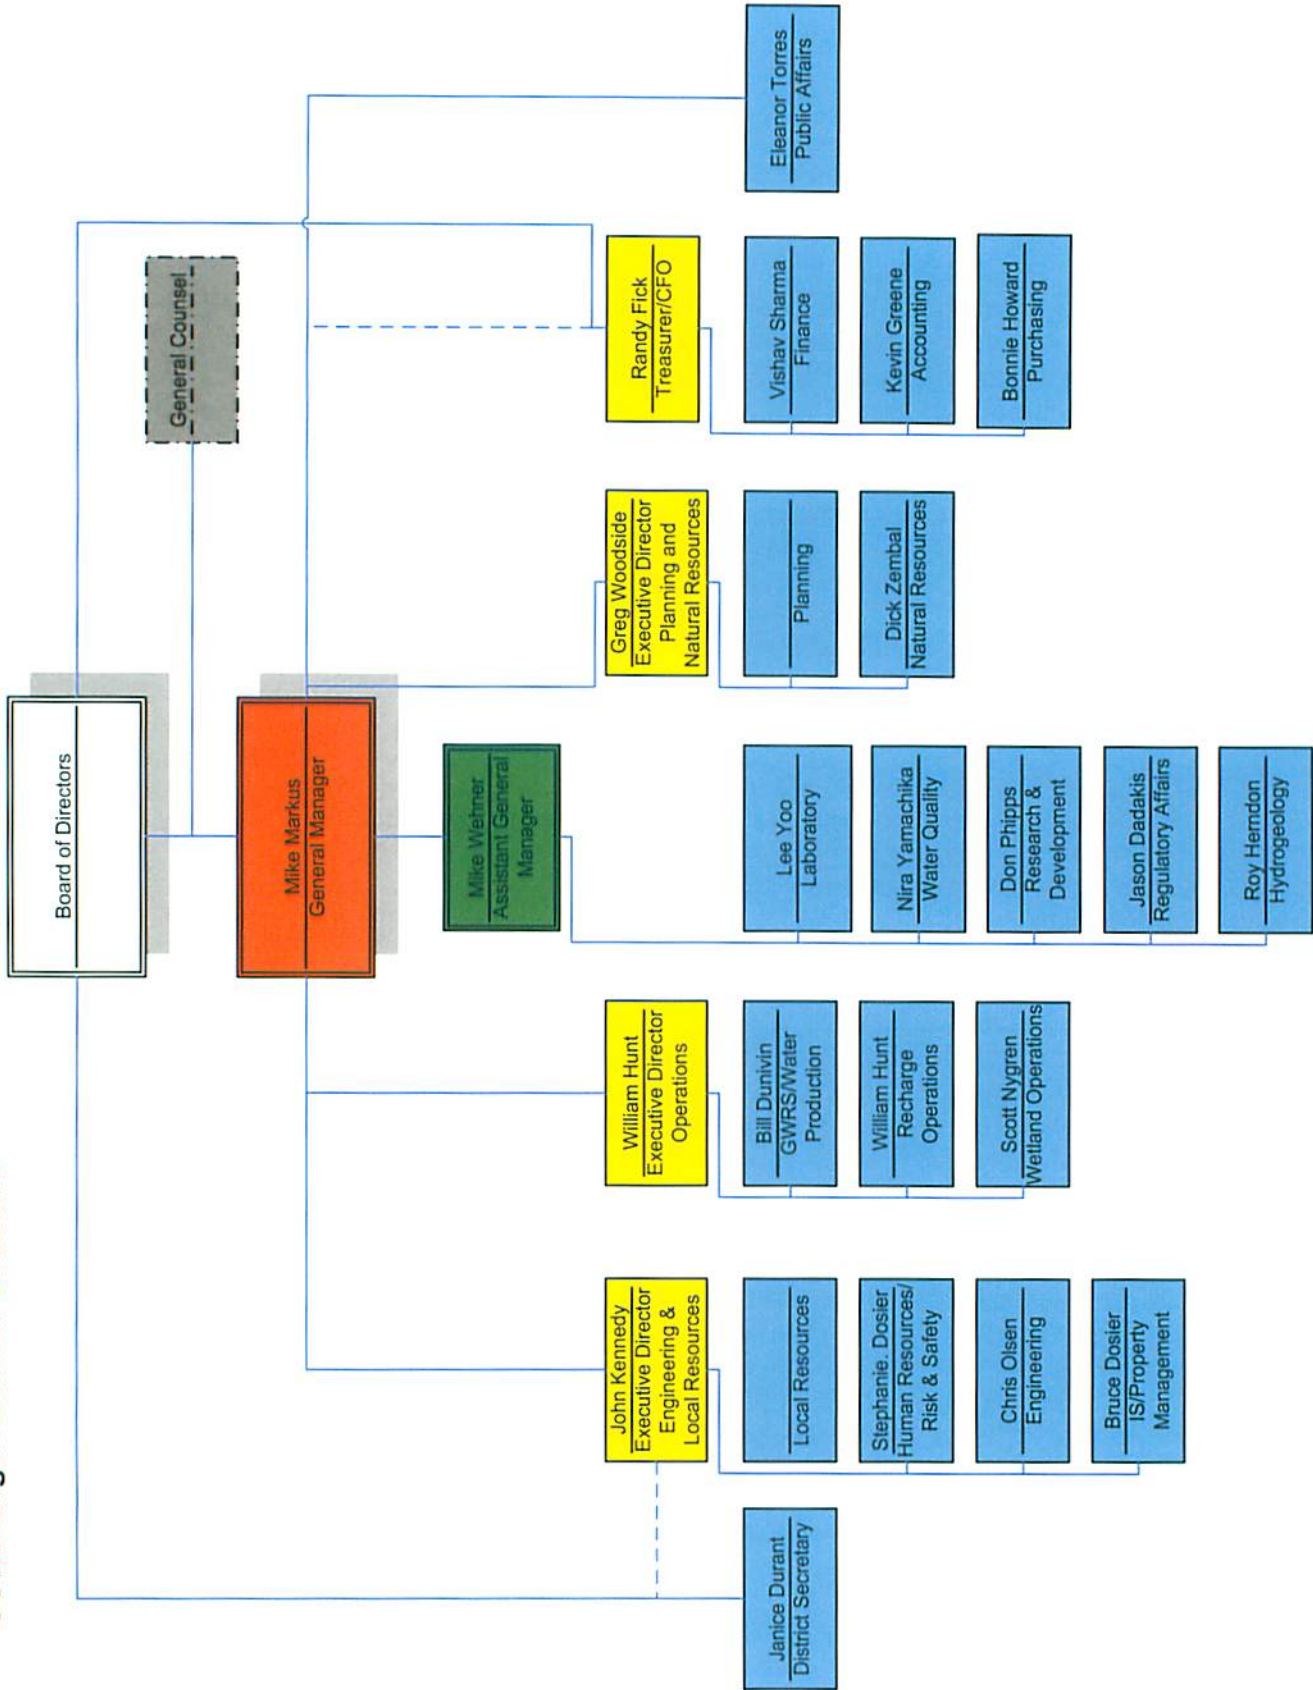 Board of Directors
General Counsel
Mike Markus
General Manager
Mike Wehner
Assistant General
Manager
John Kennedy
Executive Director
Engineering &
Local Resources
William Hunt
Executive Director
Operations
Greg Woodside
Executive Director
Planning and
Natural Resources
Randy Fick
Treasurer/CFO
Janice Durant
District Secretary
Local Resources
Stephanie. Dosier
Human Resources/
Risk & Safety
Chris Olsen
Engineering
Bruce Dosier
IS/Property
Management
Bill Dunivin
GWRS/Water
Production
William Hunt
Recharge
Operations
Scott Nygren
Wetland Operations
Lee Yoo
Laboratory
Nira Yamachika
Water Quality
Don Phipps
Research &
Development
Jason Dadakis
Regulatory Affairs
Roy Herndon
Hydrogeology
Planning
Dick Zembal
Natural Resources
Vishav Sharma
Finance
Kevin Greene
Accounting
Bonnie Howard
Purchasing
Eleanor Torres
Public Affairs